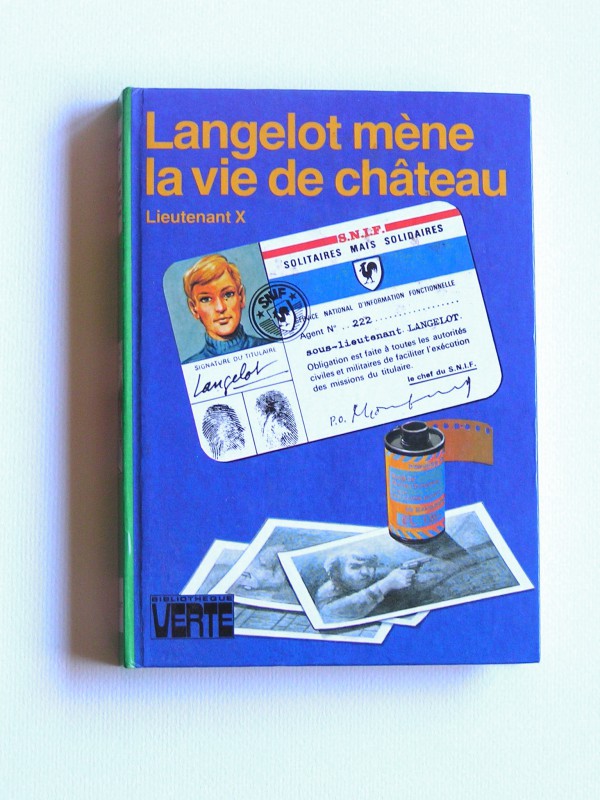 Langelot mène
la vie de château
Lieutenant X
S.N.I.F.
SOLITAIRES MAIS SOLIDAIRES
SNIF
SERVICE NATIONAL D'INFORMATION FONCTIONNELLE
Agent N° ..222................
sous-lieutenant LANGELOT.
Obligation est faite à toutes les autorités
civiles et militaires de faciliter l'exécution
des missions du titulaire.
le chef du S.N.I.F.
P.O.
SIGNATURE DU TITULAIRE
Langelot
BIBLIOTHEQUE
VERTE